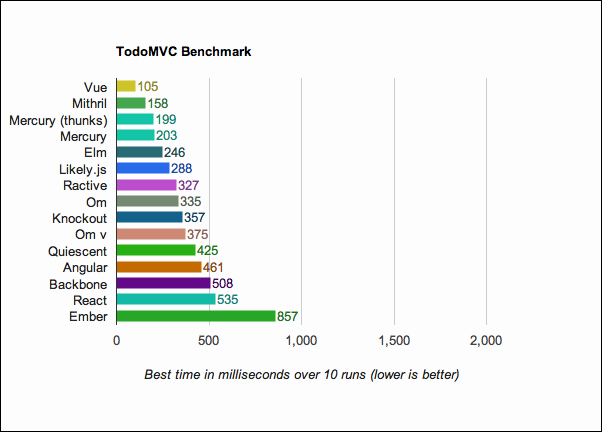 TodoMVC Benchmark
Vue 105
Mithril 158
Mercury (thunks) 199
Mercury 203
Elm 246
Likely.js 288
Ractive 327
Om 335
Knockout 357
Om v 375
Quiescent 425
Angular 461
Backbone 508
React 535
Ember 857
0 500 1,000 1,500 2,000
Best time in milliseconds over 10 runs (lower is better)